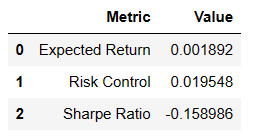 Metric Value
0 Expected Return 0.001892
1 Risk Control 0.019548
2 Sharpe Ratio -0.158986